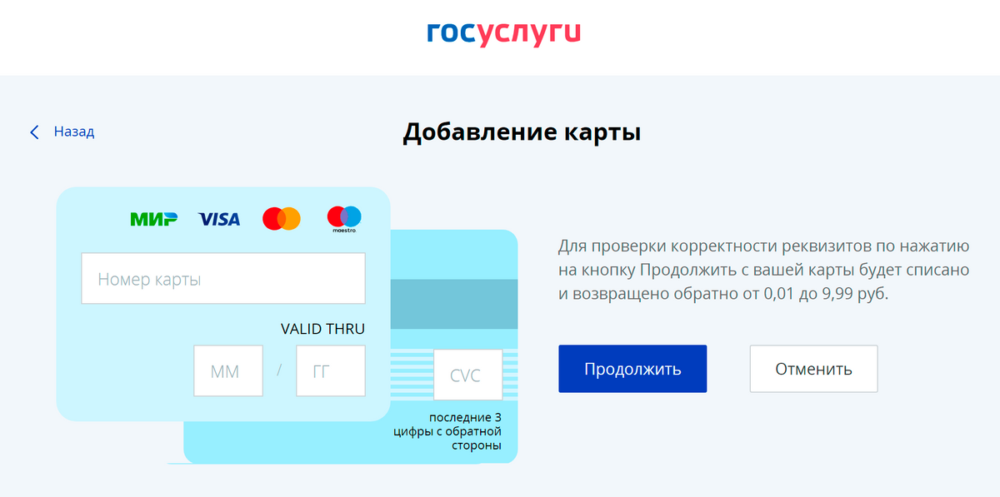 госуслуги
Назад
Добавление карты
МИР VISA maestro
Номер карты
VALID THRU
ММ / ГГ
CVC
последние 3
цифры с обратной
стороны
Для проверки корректности реквизитов по нажатию
на кнопку Продолжить с вашей карты будет списано
и возвращено обратно от 0,01 до 9,99 руб.
Продолжить
Отменить